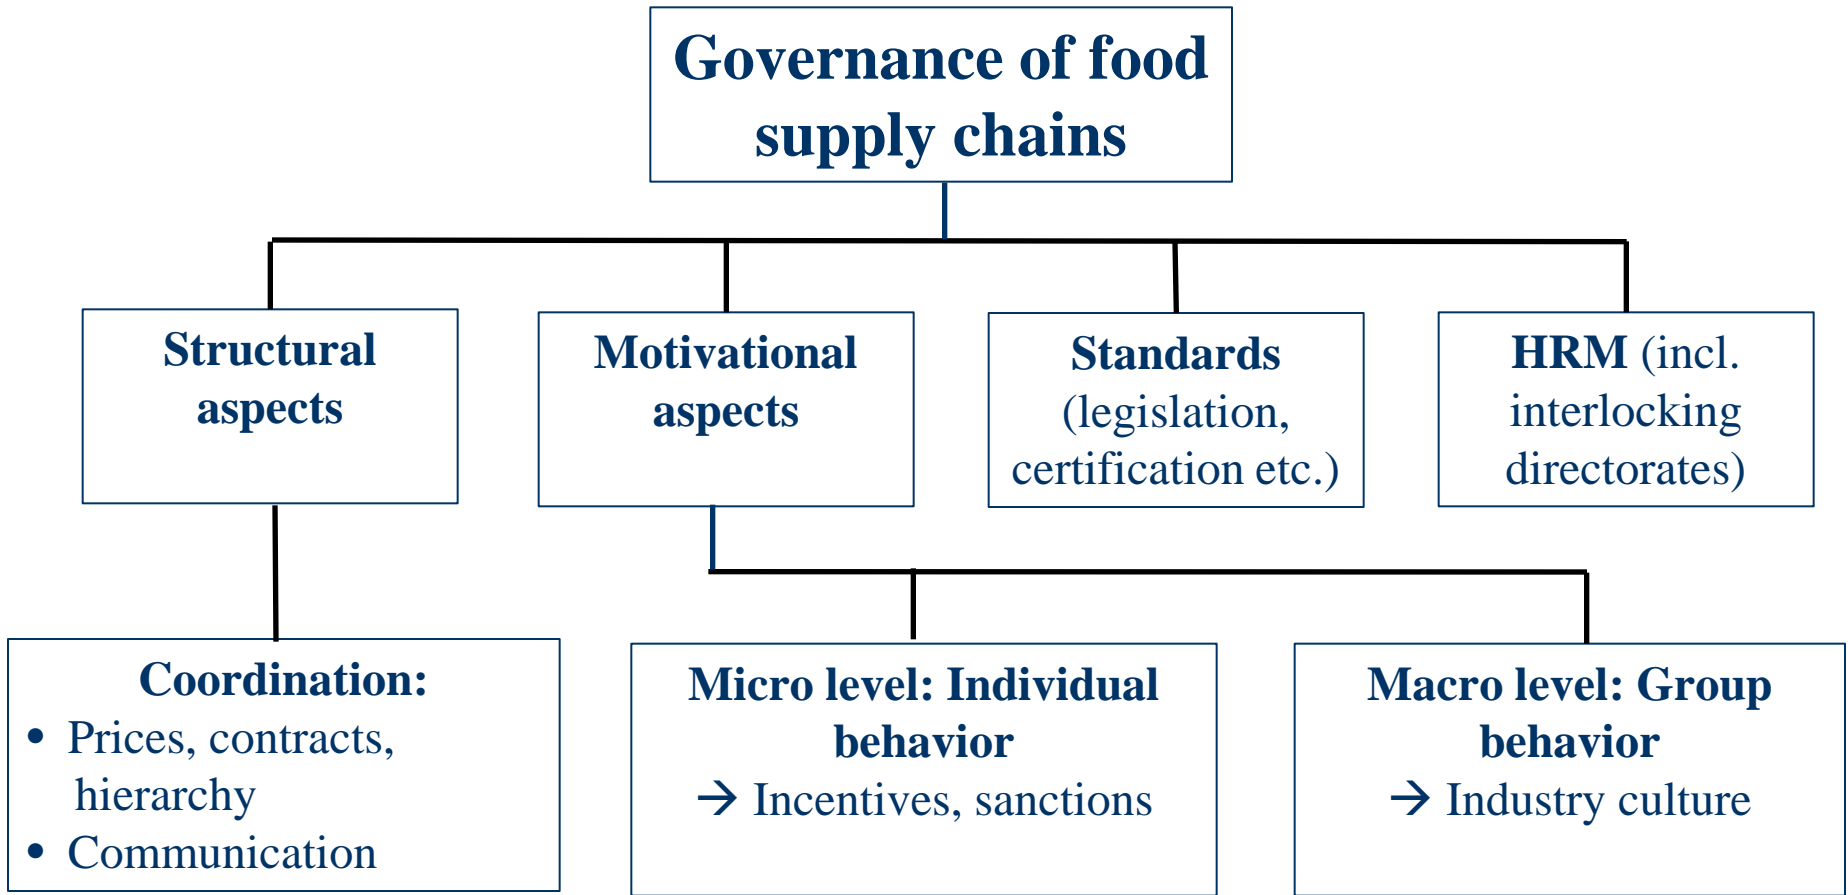 Governance of food
supply chains
Structural
aspects
Motivational
aspects
Standards
(legislation,
certification etc.)
HRM (incl.
interlocking
directorates)
Coordination:
• Prices, contracts,
hierarchy
• Communication
Micro level: Individual
behavior
→ Incentives, sanctions
Macro level: Group
behavior
→ Industry culture